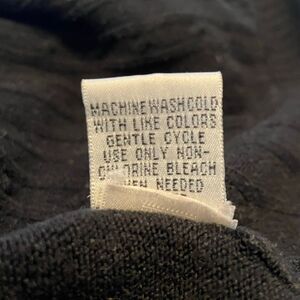 MACHINE WASH COLD
WITH LIKE COLORS
GENTLE CYCLE
USE ONLY NON-
CHLORINE BLEACH
NEEDED